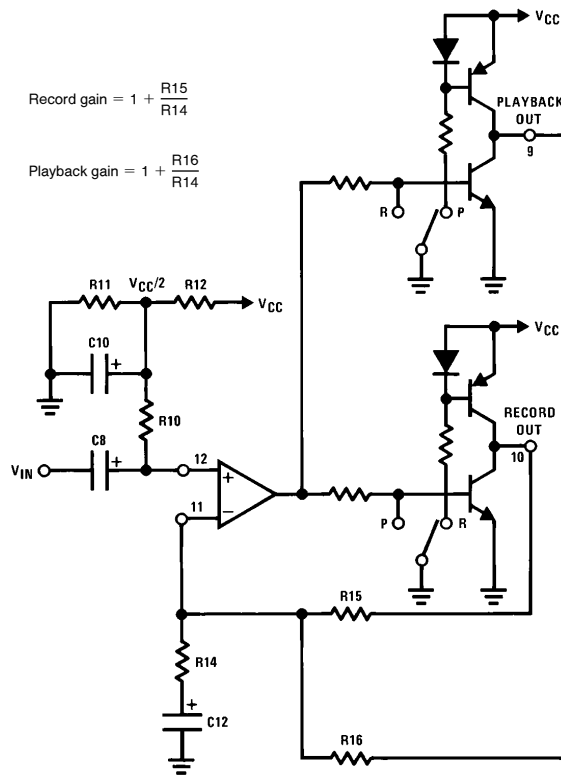 VCC
Record gain = 1 + R15/R14
PLAYBACK
OUT
9
Playback gain = 1 + R16/R14
R
P
R11
VCC/2
R12
VCC
C10
+
VCC
R10
RECORD
OUT
10
C8
VIN
+
12
+
11
−
P
R
R15
R14
+
C12
R16